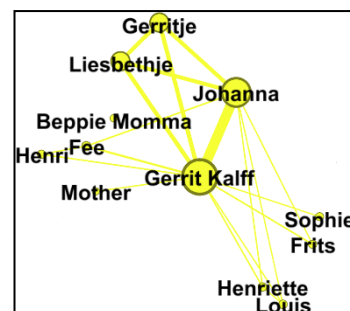 Gerritje
Liesbethje
Johanna
Beppie Momma
Fee
Henri
Gerrit Kalff
Mother
Sophie
Frits
Henriette
Louis